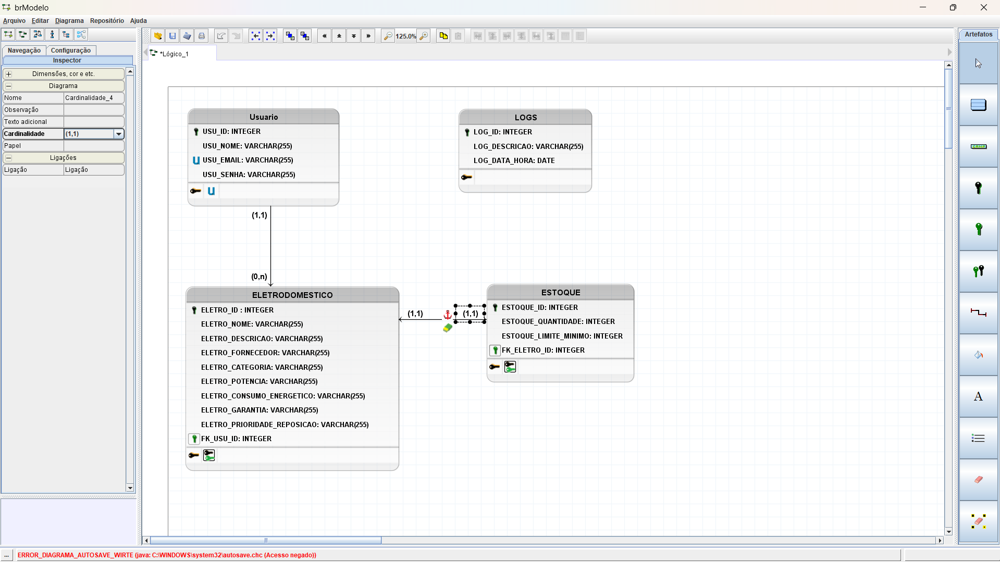 brModelo
Arquivo Editar Diagrama Repositório Ajuda
125.0%
Artefatos
Navegação Configuração
Inspector
*Lógico_1
Dimensões, cor e etc.
Diagrama
Nome Cardinalidade_4
Observação
Texto adicional
Cardinalidade (1,1)
Papel
Ligações
Ligação Ligação
Usuario
USU_ID: INTEGER
USU_NOME: VARCHAR(255)
U USU_EMAIL: VARCHAR(255)
USU_SENHA: VARCHAR(255)
U
LOGS
LOG_ID: INTEGER
LOG_DESCRICAO: VARCHAR(255)
LOG_DATA_HORA: DATE
(1,1)
(0,n)
ELETRODOMESTICO
ELETRO_ID : INTEGER
ELETRO_NOME: VARCHAR(255)
ELETRO_DESCRICAO: VARCHAR(255)
ELETRO_FORNECEDOR: VARCHAR(255)
ELETRO_CATEGORIA: VARCHAR(255)
ELETRO_POTENCIA: VARCHAR(255)
ELETRO_CONSUMO_ENERGETICO: VARCHAR(255)
ELETRO_GARANTIA: VARCHAR(255)
ELETRO_PRIORIDADE_REPOSICAO: VARCHAR(255)
FK_USU_ID: INTEGER
(1,1) (1,1)
ESTOQUE
ESTOQUE_ID: INTEGER
ESTOQUE_QUANTIDADE: INTEGER
ESTOQUE_LIMITE_MINIMO: INTEGER
FK_ELETRO_ID: INTEGER
A
... ERROR_DIAGRAMA_AUTOSAVE_WIRTE (java: C:\WINDOWS\system32\autosave.chc (Acesso negado))